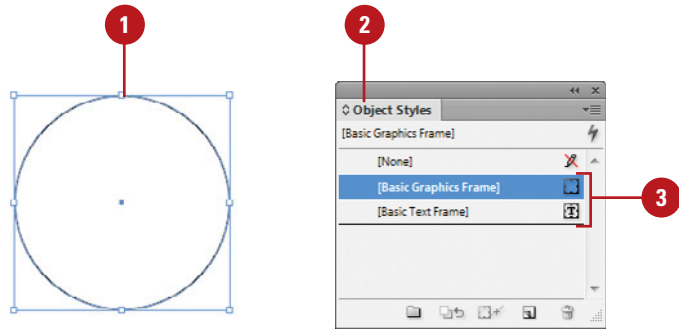 1
2
Object Styles
[Basic Graphics Frame]
[None]
[Basic Graphics Frame]
[Basic Text Frame]
3